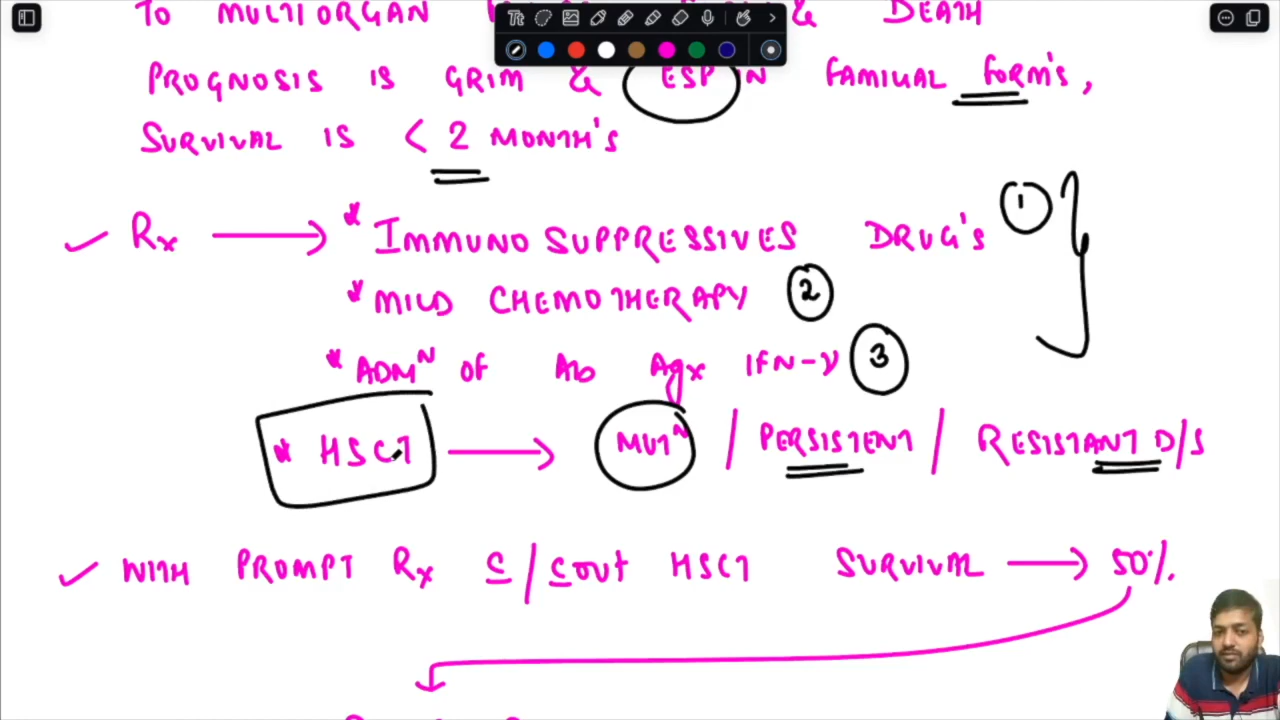 TO MULTIORGAN & DEATH
PROGNOSIS IS GRIM & ESP IN FAMILIAL FORM'S,
SURVIVAL IS < 2 MONTH'S
✓ Rx → * IMMUNO SUPPRESSIVES DRUG'S 1
* MILD CHEMOTHERAPY 2
* ADMN OF Ab Agx IFN-γ 3
* HSCT → MUTN / PERSISTENT / RESISTANT D/S
✓ WITH PROMPT Rx c̲/c̲out HSCT SURVIVAL → 50%